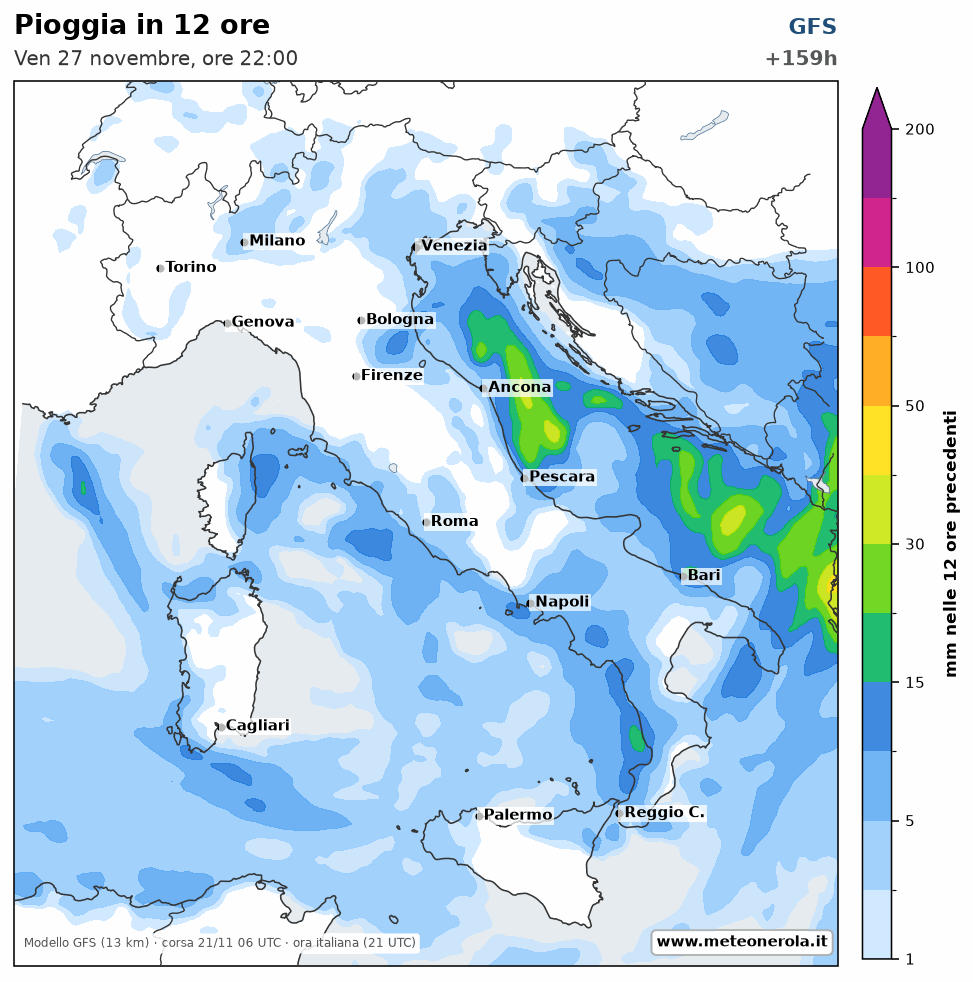 Pioggia in 12 ore
GFS
Ven 27 novembre, ore 22:00
+159h
200
100
50
30
15
5
1
mm nelle 12 ore precedenti
Milano
Venezia
Torino
Genova
Bologna
Firenze
Ancona
Pescara
Roma
Bari
Napoli
Cagliari
Palermo
Reggio C.
Modello GFS (13 km) · corsa 21/11 06 UTC · ora italiana (21 UTC)
www.meteonerola.it